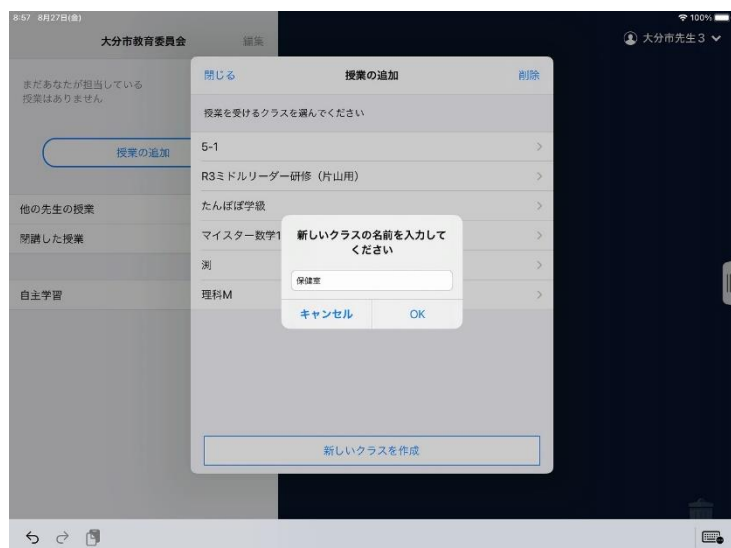 8:57 8月27日(金)
100%
大分市教育委員会
編集
大分市先生3
まだあなたが担当している
授業はありません
授業の追加
他の先生の授業
閉講した授業
自主学習
閉じる
授業の追加
削除
授業を受けるクラスを選んでください
5-1
R3ミドルリーダー研修（片山用）
たんぽぽ学級
マイスター数学1
測
理科M
新しいクラスの名前を入力して
ください
保健室
キャンセル
OK
新しいクラスを作成